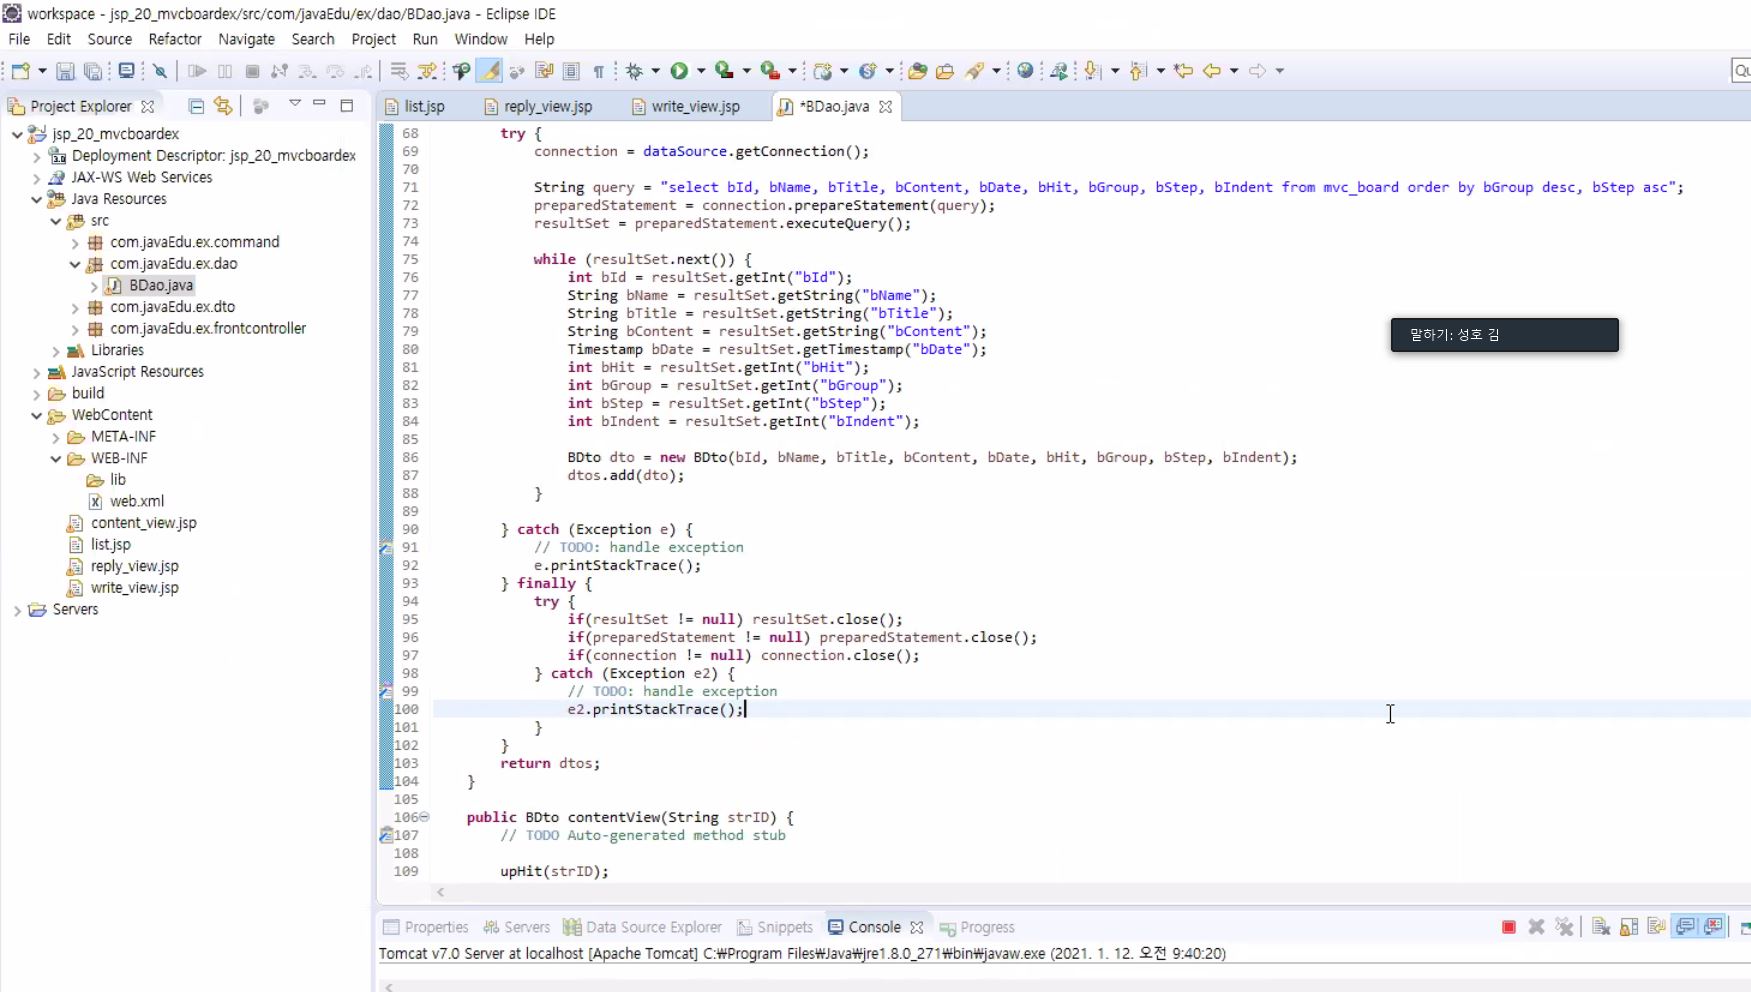 workspace - jsp_20_mvcboardex/src/com/javaEdu/ex/dao/BDao.java - Eclipse IDE
File Edit Source Refactor Navigate Search Project Run Window Help
Project Explorer
jsp_20_mvcboardex
Deployment Descriptor: jsp_20_mvcboardex
JAX-WS Web Services
Java Resources
src
com.javaEdu.ex.command
com.javaEdu.ex.dao
BDao.java
com.javaEdu.ex.dto
com.javaEdu.ex.frontcontroller
Libraries
JavaScript Resources
build
WebContent
META-INF
WEB-INF
lib
web.xml
content_view.jsp
list.jsp
reply_view.jsp
write_view.jsp
Servers
list.jsp reply_view.jsp write_view.jsp *BDao.java
68 try {
69 connection = dataSource.getConnection();
70
71 String query = "select bId, bName, bTitle, bContent, bDate, bHit, bGroup, bStep, bIndent from mvc_board order by bGroup desc, bStep asc";
72 preparedStatement = connection.prepareStatement(query);
73 resultSet = preparedStatement.executeQuery();
74
75 while (resultSet.next()) {
76 int bId = resultSet.getInt("bId");
77 String bName = resultSet.getString("bName");
78 String bTitle = resultSet.getString("bTitle");
79 String bContent = resultSet.getString("bContent");
80 Timestamp bDate = resultSet.getTimestamp("bDate");
81 int bHit = resultSet.getInt("bHit");
82 int bGroup = resultSet.getInt("bGroup");
83 int bStep = resultSet.getInt("bStep");
84 int bIndent = resultSet.getInt("bIndent");
85
86 BDto dto = new BDto(bId, bName, bTitle, bContent, bDate, bHit, bGroup, bStep, bIndent);
87 dtos.add(dto);
88 }
89
90 } catch (Exception e) {
91 // TODO: handle exception
92 e.printStackTrace();
93 } finally {
94 try {
95 if(resultSet != null) resultSet.close();
96 if(preparedStatement != null) preparedStatement.close();
97 if(connection != null) connection.close();
98 } catch (Exception e2) {
99 // TODO: handle exception
100 e2.printStackTrace();
101 }
102 }
103 return dtos;
104 }
105
106 public BDto contentView(String strID) {
107 // TODO Auto-generated method stub
108
109 upHit(strID);
말하기: 성호 김
Properties Servers Data Source Explorer Snippets Console Progress
Tomcat v7.0 Server at localhost [Apache Tomcat] C:₩Program Files₩Java₩jre1.8.0_271₩bin₩javaw.exe (2021. 1. 12. 오전 9:40:20)